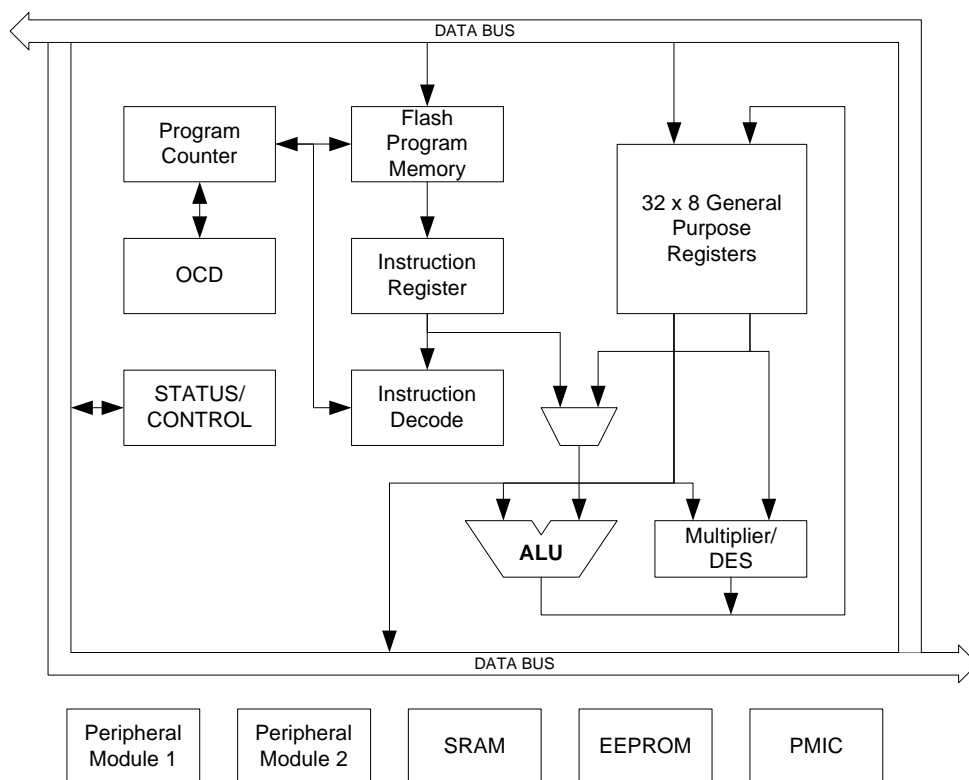 DATA BUS
Program
Counter
Flash
Program
Memory
32 x 8 General
Purpose
Registers
OCD
Instruction
Register
STATUS/
CONTROL
Instruction
Decode
ALU
Multiplier/
DES
DATA BUS
Peripheral
Module 1
Peripheral
Module 2
SRAM
EEPROM
PMIC